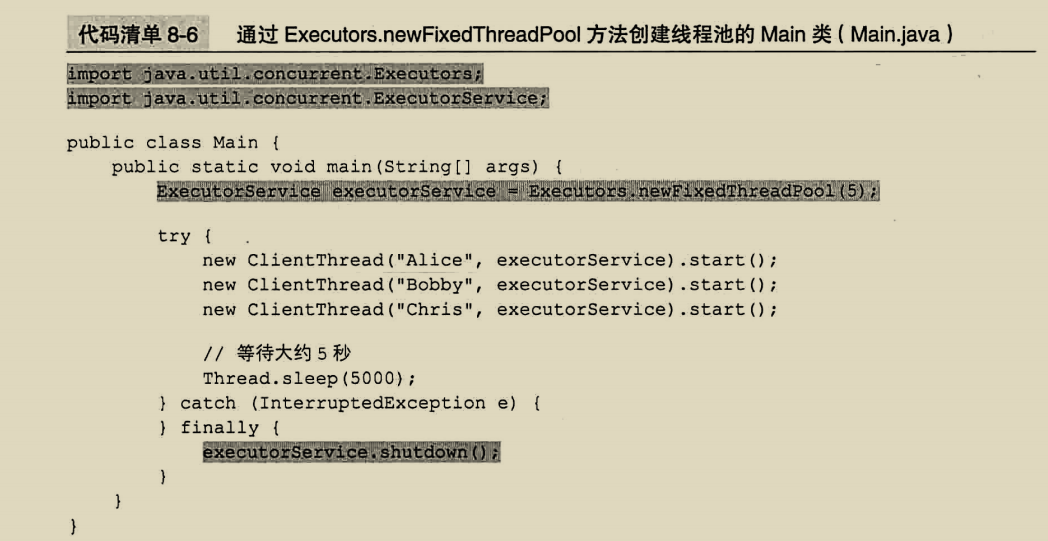 代码清单 8-6 通过 Executors.newFixedThreadPool 方法创建线程池的 Main 类（Main.java）
import java.util.concurrent.Executors;
import java.util.concurrent.ExecutorService;
public class Main {
    public static void main(String[] args) {
        ExecutorService executorService = Executors.newFixedThreadPool(5);
        try {
            new ClientThread("Alice", executorService).start();
            new ClientThread("Bobby", executorService).start();
            new ClientThread("Chris", executorService).start();
            // 等待大约 5 秒
            Thread.sleep(5000);
        } catch (InterruptedException e) {
        } finally {
            executorService.shutdown();
        }
    }
}